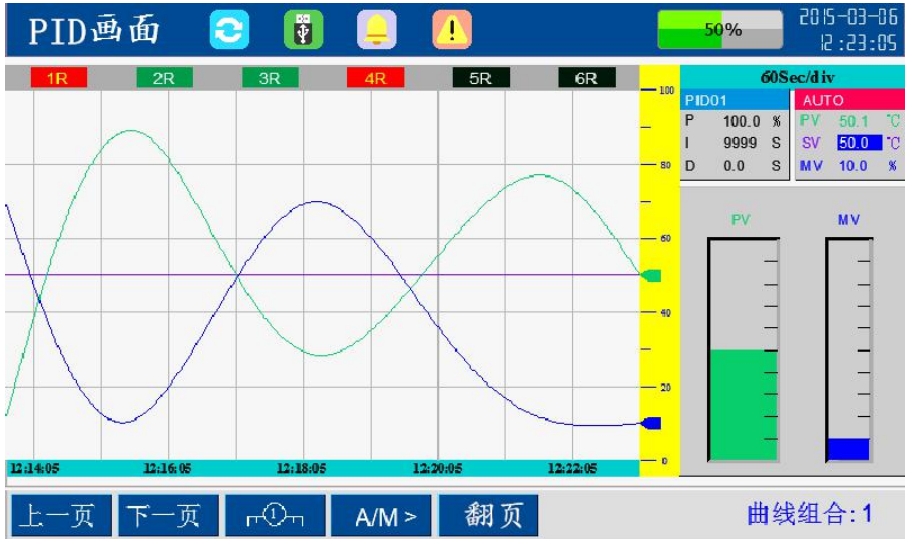 PID画面
50%
2015-03-06
12:23:05
1R 2R 3R 4R 5R 6R
60Sec/div
100
80
60
40
20
0
PID01
P 100.0 %
I 9999 S
D 0.0 S
AUTO
PV 50.1 ℃
SV 50.0 ℃
MV 10.0 %
PV MV
12:14:05 12:16:05 12:18:05 12:20:05 12:22:05
上一页 下一页 1 A/M > 翻页 曲线组合:1